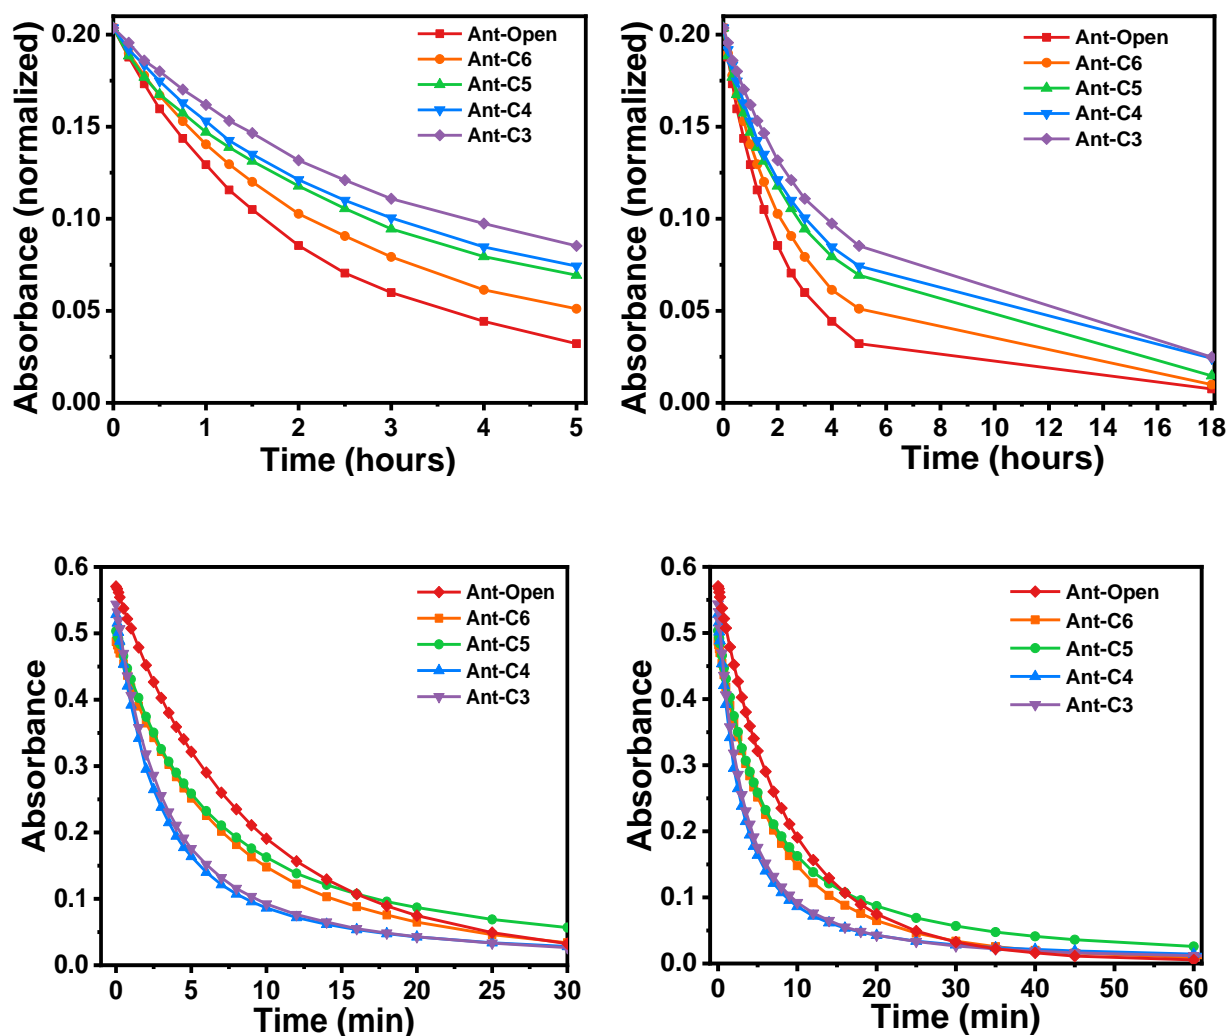 Absorbance (normalized)
0.20
0.15
0.10
0.05
0.00
0 1 2 3 4 5
Time (hours)
Ant-Open
Ant-C6
Ant-C5
Ant-C4
Ant-C3
Absorbance (normalized)
0.20
0.15
0.10
0.05
0.00
0 2 4 6 8 10 12 14 16 18
Time (hours)
Ant-Open
Ant-C6
Ant-C5
Ant-C4
Ant-C3
Absorbance
0.6
0.5
0.4
0.3
0.2
0.1
0.0
0 5 10 15 20 25 30
Time (min)
Ant-Open
Ant-C6
Ant-C5
Ant-C4
Ant-C3
Absorbance
0.6
0.5
0.4
0.3
0.2
0.1
0.0
0 10 20 30 40 50 60
Time (min)
Ant-Open
Ant-C6
Ant-C5
Ant-C4
Ant-C3